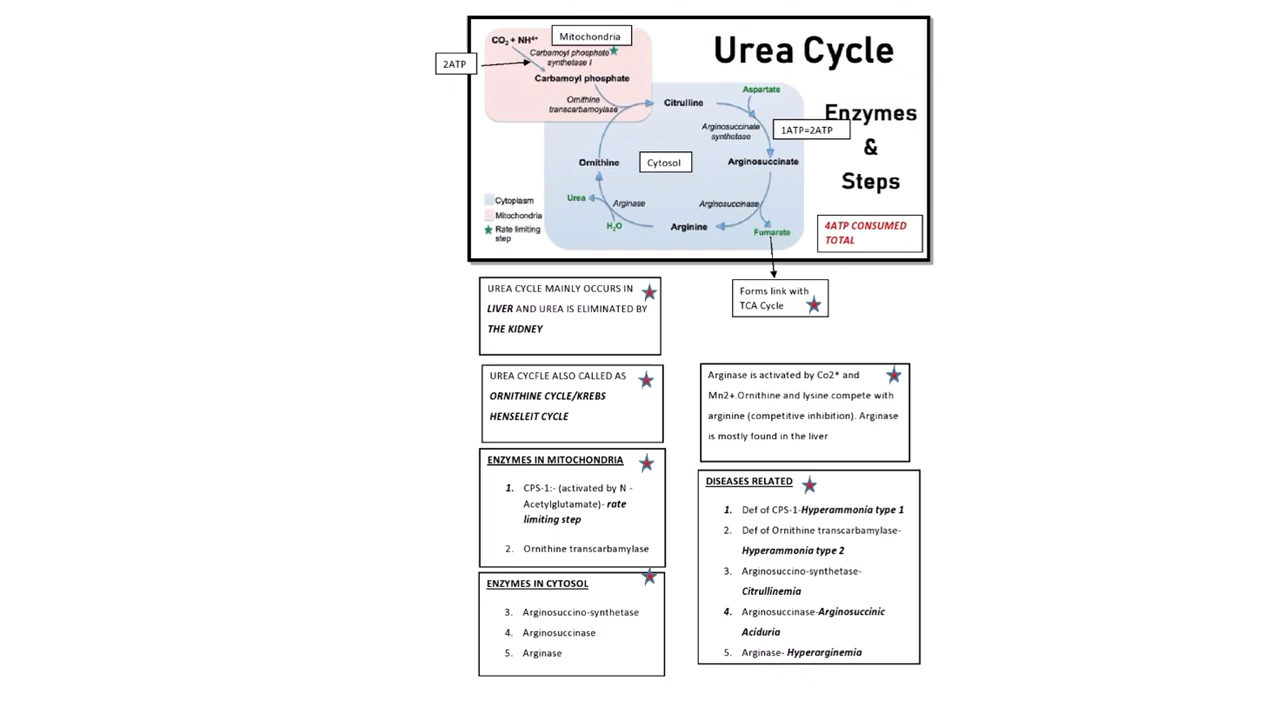 Urea Cycle
Enzymes
&
Steps
Mitochondria
CO2 + NH4+
2ATP
Carbamoyl phosphate
synthetase I
Carbamoyl phosphate
Ornithine
transcarbamoylase
Citrulline
Aspartate
Arginosuccinate
synthetase
1ATP=2ATP
Ornithine
Cytosol
Arginosuccinate
Urea
Arginase
Arginosuccinase
H2O
Arginine
Fumarate
Cytoplasm
Mitochondria
Rate limiting
step
4ATP CONSUMED
TOTAL
Forms link with
TCA Cycle
UREA CYCLE MAINLY OCCURS IN
LIVER AND UREA IS ELIMINATED BY
THE KIDNEY
UREA CYCFLE ALSO CALLED AS
ORNITHINE CYCLE/KREBS
HENSELEIT CYCLE
Arginase is activated by Co2* and
Mn2+.Ornithine and lysine compete with
arginine (competitive inhibition). Arginase
is mostly found in the liver
ENZYMES IN MITOCHONDRIA
1. CPS-1:- (activated by N -
Acetylglutamate)- rate
limiting step
2. Ornithine transcarbamylase
ENZYMES IN CYTOSOL
3. Arginosuccino-synthetase
4. Arginosuccinase
5. Arginase
DISEASES RELATED
1. Def of CPS-1-Hyperammonia type 1
2. Def of Ornithine transcarbamylase-
Hyperammonia type 2
3. Arginosuccino-synthetase-
Citrullinemia
4. Arginosuccinase-Arginosuccinic
Aciduria
5. Arginase- Hyperarginemia